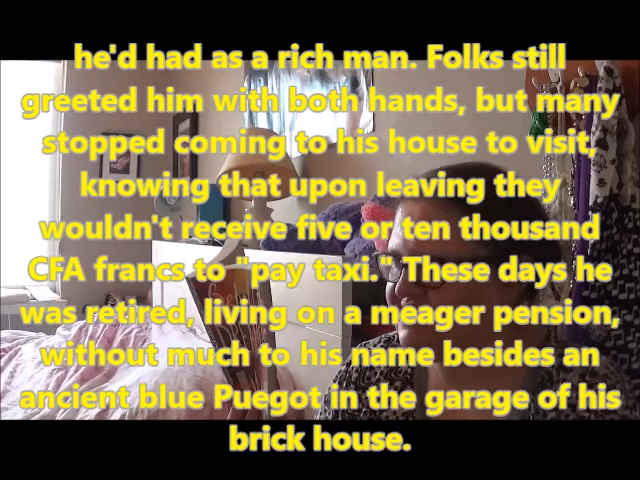 he'd had as a rich man. Folks still
greeted him with both hands, but many
stopped coming to his house to visit,
knowing that upon leaving they
wouldn't receive five or ten thousand
CFA francs to "pay taxi." These days he
was retired, living on a meager pension,
without much to his name besides an
ancient blue Puegot in the garage of his
brick house.